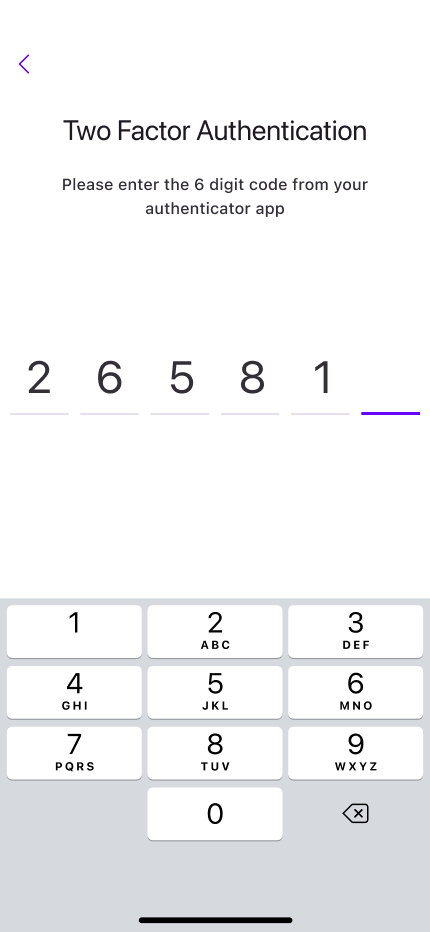 Two Factor Authentication
Please enter the 6 digit code from your
authenticator app
2 6 5 8 1
1 2 3
ABC DEF
4 5 6
GHI JKL MNO
7 8 9
PQRS TUV WXYZ
0